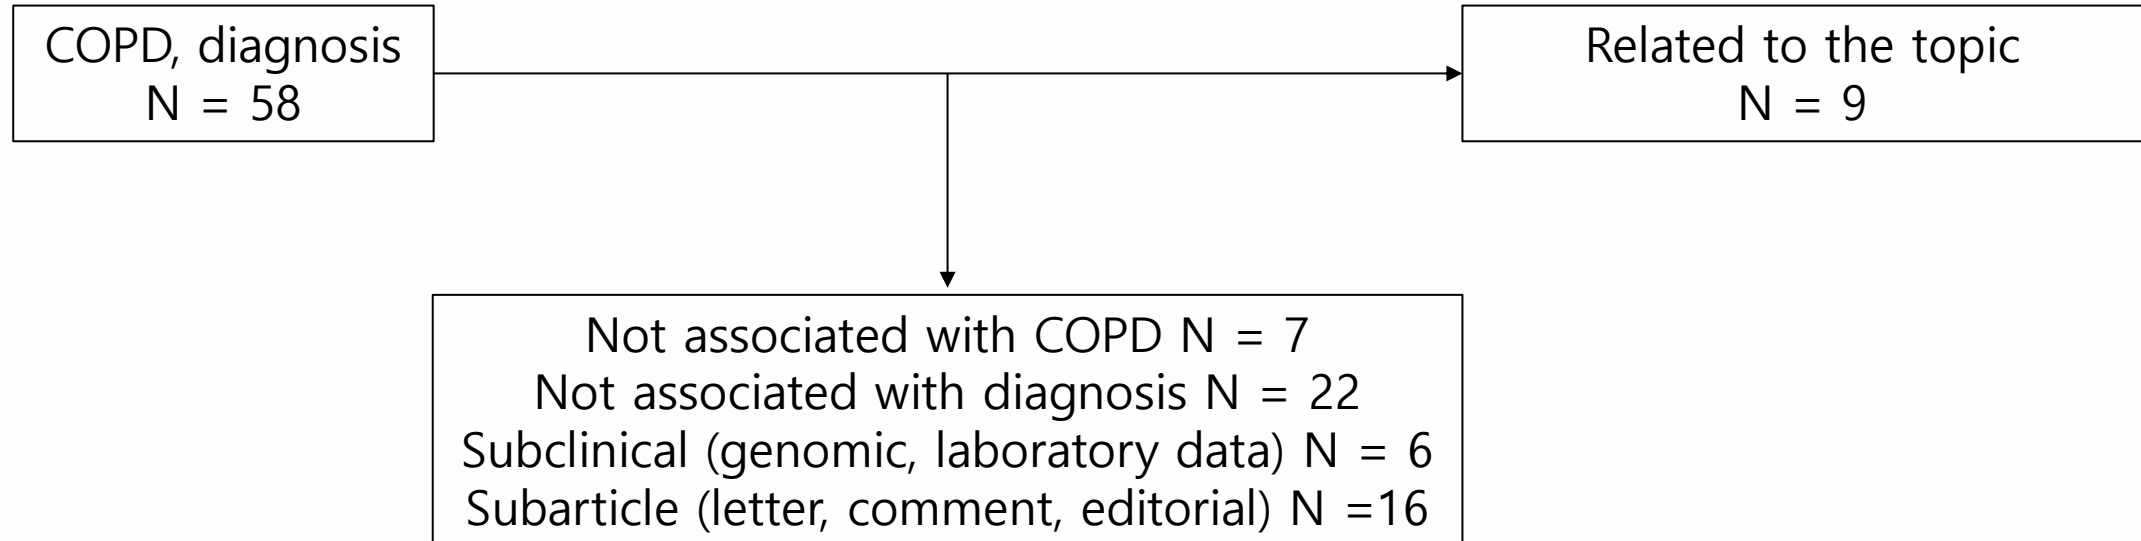 COPD, diagnosis
N = 58
Related to the topic
N = 9
Not associated with COPD N = 7
Not associated with diagnosis N = 22
Subclinical (genomic, laboratory data) N = 6
Subarticle (letter, comment, editorial) N =16